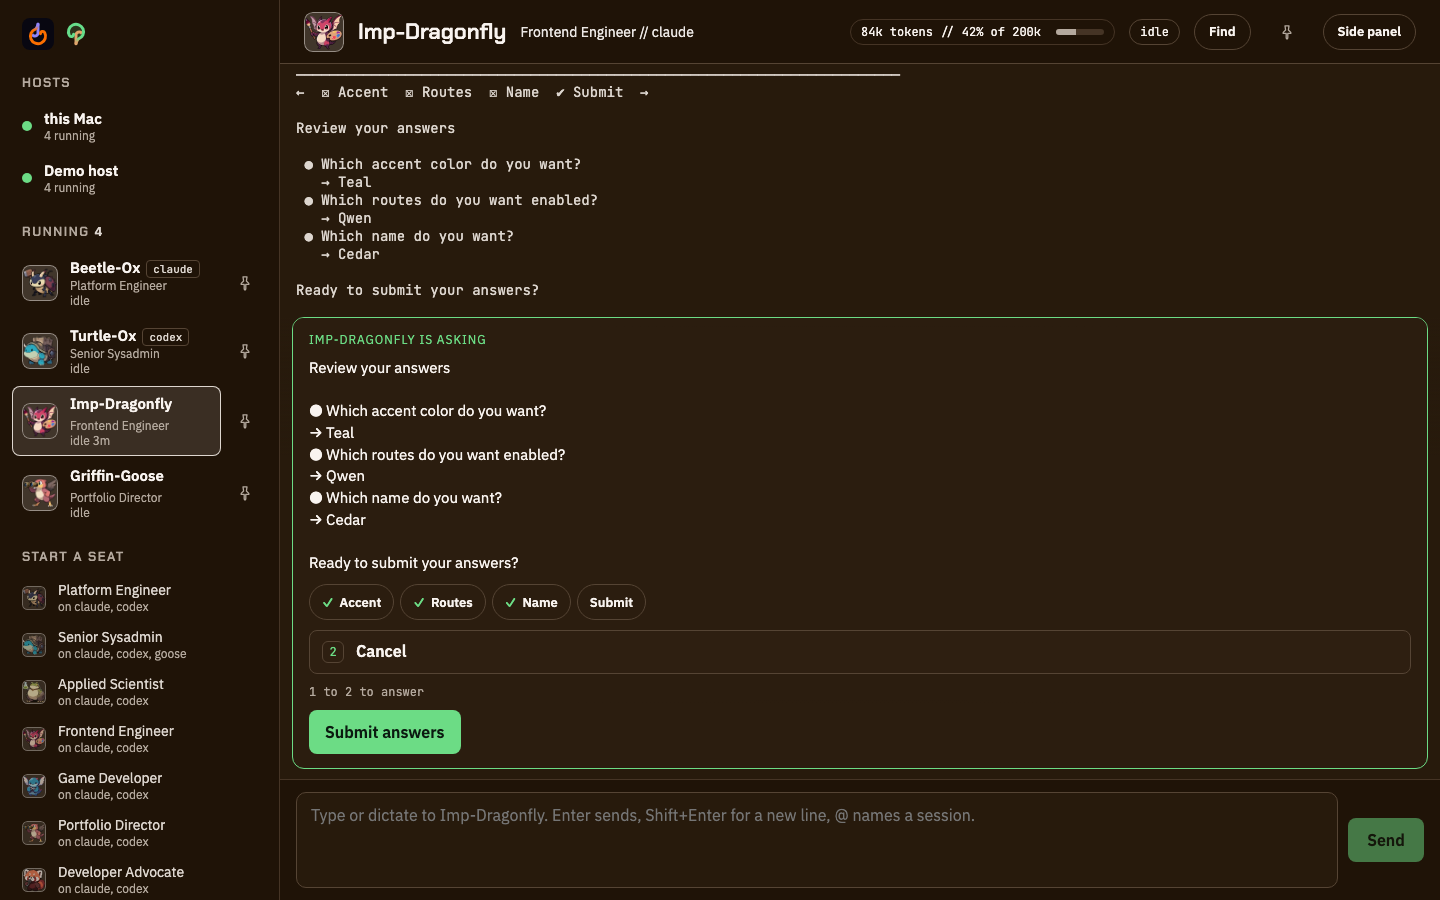 HOSTS
this Mac
4 running
Demo host
4 running
RUNNING 4
Beetle-Ox claude
Platform Engineer
idle
Turtle-Ox codex
Senior Sysadmin
idle
Imp-Dragonfly
Frontend Engineer
idle 3m
Griffin-Goose
Portfolio Director
idle
START A SEAT
Platform Engineer
on claude, codex
Senior Sysadmin
on claude, codex, goose
Applied Scientist
on claude, codex
Frontend Engineer
on claude, codex
Game Developer
on claude, codex
Portfolio Director
on claude, codex
Developer Advocate
on claude, codex
Imp-Dragonfly Frontend Engineer // claude 84k tokens // 42% of 200k idle Find Side panel
← ☒ Accent ☒ Routes ☒ Name ✔ Submit →
Review your answers
● Which accent color do you want?
→ Teal
● Which routes do you want enabled?
→ Qwen
● Which name do you want?
→ Cedar
Ready to submit your answers?
IMP-DRAGONFLY IS ASKING
Review your answers
● Which accent color do you want?
→ Teal
● Which routes do you want enabled?
→ Qwen
● Which name do you want?
→ Cedar
Ready to submit your answers?
✓ Accent ✓ Routes ✓ Name Submit
2 Cancel
1 to 2 to answer
Submit answers
Type or dictate to Imp-Dragonfly. Enter sends, Shift+Enter for a new line, @ names a session.
Send